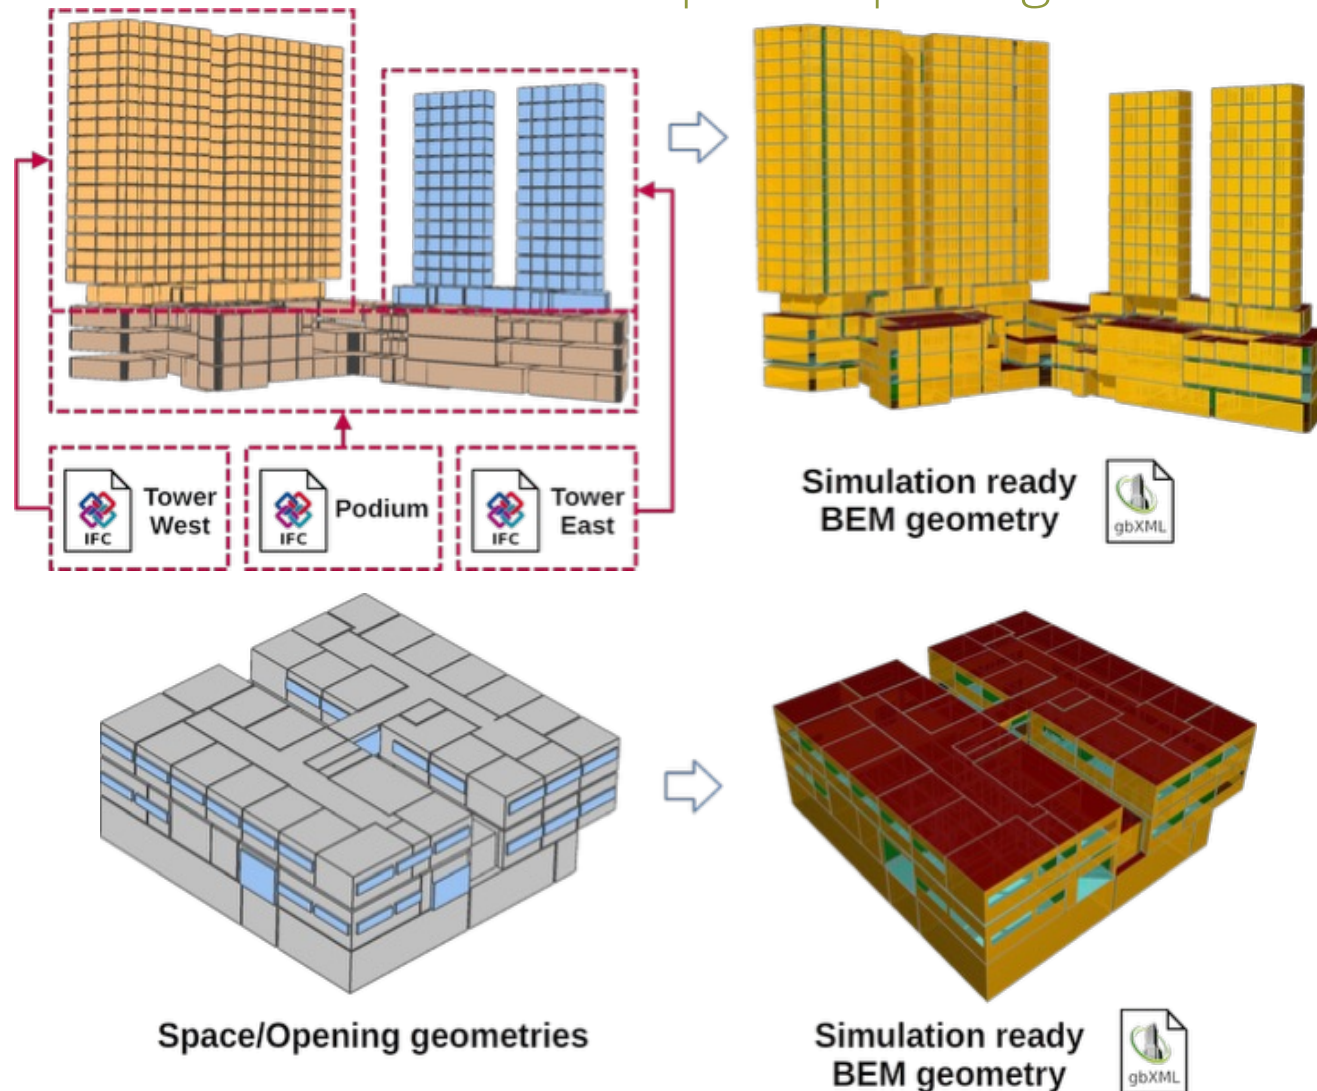 IFC
Tower
West
IFC
Podium
IFC
Tower
East
Simulation ready
BEM geometry
gbXML
Space/Opening geometries
Simulation ready
BEM geometry
gbXML